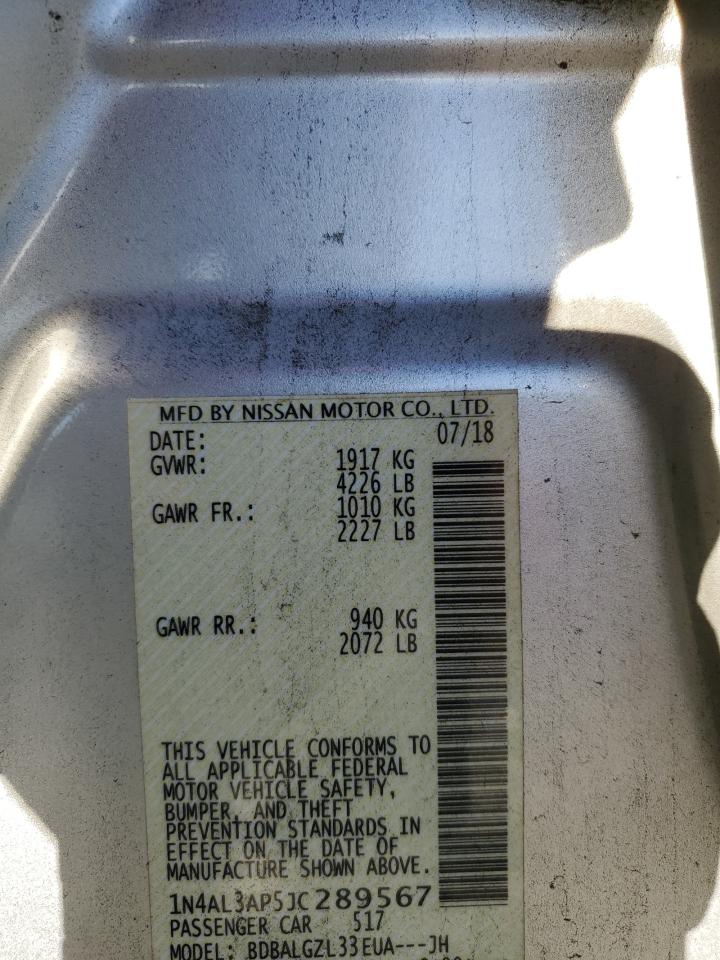 MFD BY NISSAN MOTOR CO., LTD.
DATE: 07/18
GVWR: 1917 KG
4226 LB
GAWR FR.: 1010 KG
2227 LB
GAWR RR.: 940 KG
2072 LB
THIS VEHICLE CONFORMS TO
ALL APPLICABLE FEDERAL
MOTOR VEHICLE SAFETY,
BUMPER, AND THEFT
PREVENTION STANDARDS IN
EFFECT ON THE DATE OF
MANUFACTURE SHOWN ABOVE.
1N4AL3AP5JC289567
PASSENGER CAR 517
MODEL: BDBALGZL33EUA---JH